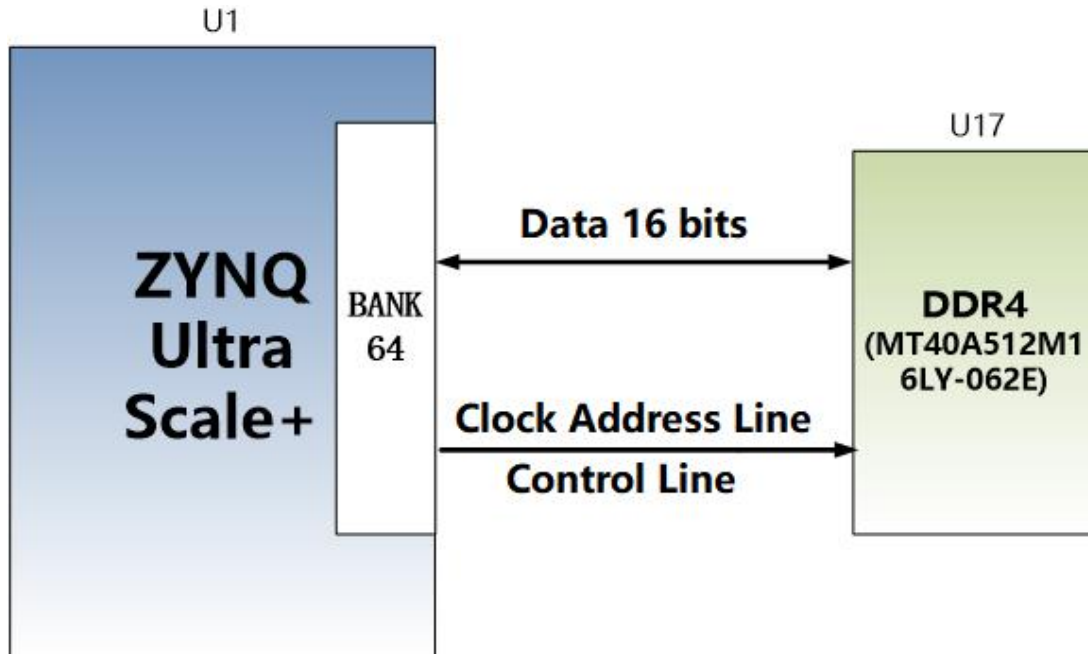 U1
U17
ZYNQ
Ultra
Scale+
BANK
64
Data 16 bits
Clock Address Line
Control Line
DDR4
(MT40A512M1
6LY-062E)